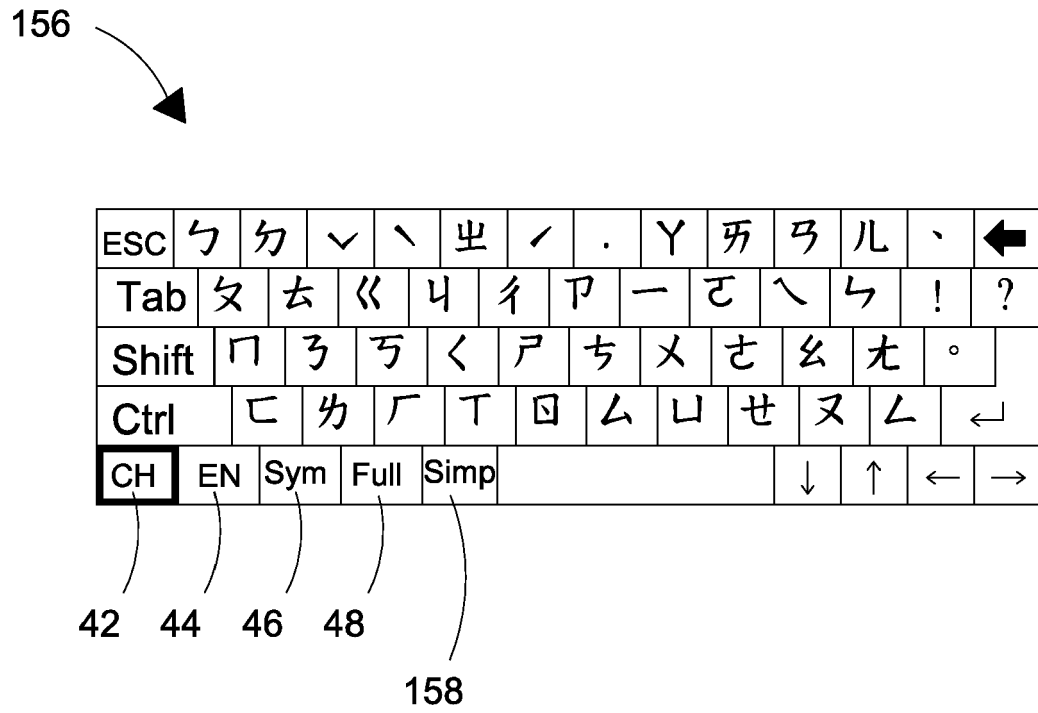 156
ESC ㄅ ㄉ ˇ ˋ ㄓ ˊ ˙ ㄚ ㄞ ㄢ ㄦ 、 ←
Tab ㄆ ㄊ ㄍ ㄐ ㄔ ㄗ ㄧ ㄛ ㄟ ㄣ ! ?
Shift ㄇ ㄋ ㄎ ㄑ ㄕ ㄘ ㄨ ㄜ ㄠ ㄤ 。
Ctrl ㄈ ㄌ ㄏ ㄒ ㄖ ㄙ ㄩ ㄝ ㄡ ㄥ ↵
CH EN Sym Full Simp ↓ ↑ ← →
42 44 46 48
158